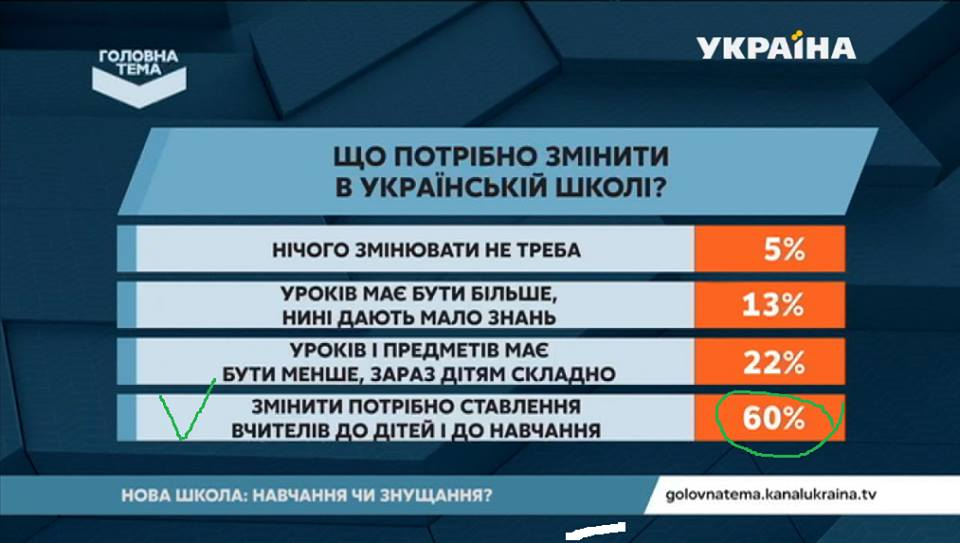 ГОЛОВНА
ТЕМА
УКРАЇНА
ЩО ПОТРІБНО ЗМІНИТИ
В УКРАЇНСЬКІЙ ШКОЛІ?
НІЧОГО ЗМІНЮВАТИ НЕ ТРЕБА 5%
УРОКІВ МАЄ БУТИ БІЛЬШЕ,
НИНІ ДАЮТЬ МАЛО ЗНАНЬ 13%
УРОКІВ І ПРЕДМЕТІВ МАЄ
БУТИ МЕНШЕ, ЗАРАЗ ДІТЯМ СКЛАДНО 22%
ЗМІНИТИ ПОТРІБНО СТАВЛЕННЯ
ВЧИТЕЛІВ ДО ДІТЕЙ І ДО НАВЧАННЯ 60%
НОВА ШКОЛА: НАВЧАННЯ ЧИ ЗНУЩАННЯ?
golovnatema.kanalukraina.tv